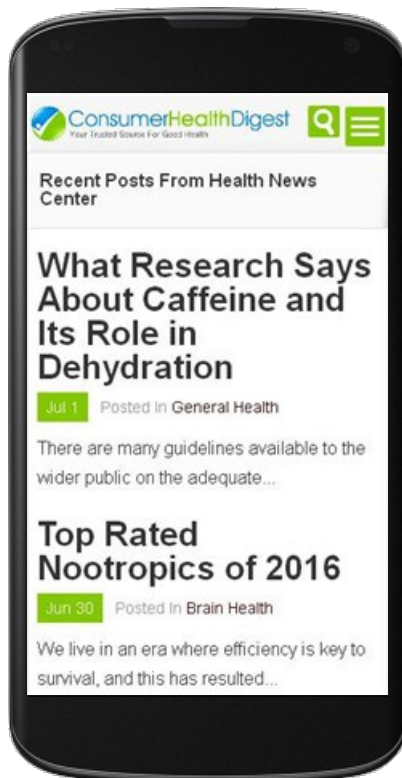 ConsumerHealthDigest
Your Trusted Source For Good Health
Recent Posts From Health News
Center
What Research Says
About Caffeine and
Its Role in
Dehydration
Jul 1 Posted In General Health
There are many guidelines available to the
wider public on the adequate...
Top Rated
Nootropics of 2016
Jun 30 Posted In Brain Health
We live in an era where efficiency is key to
survival, and this has resulted...